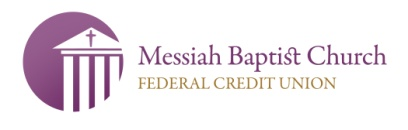 Messiah Baptist Church
FEDERAL CREDIT UNION